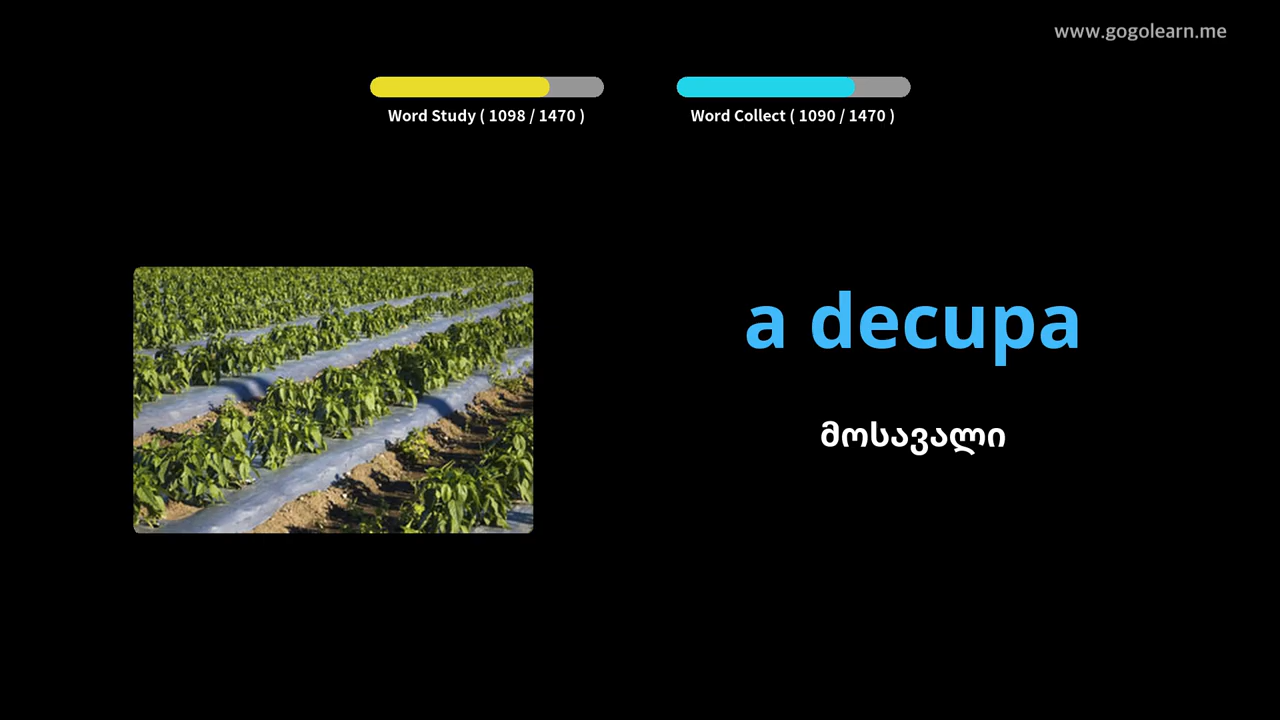 www.gogolearn.me
Word Study ( 1098 / 1470 )
Word Collect ( 1090 / 1470 )
a decupa
მოსავალი